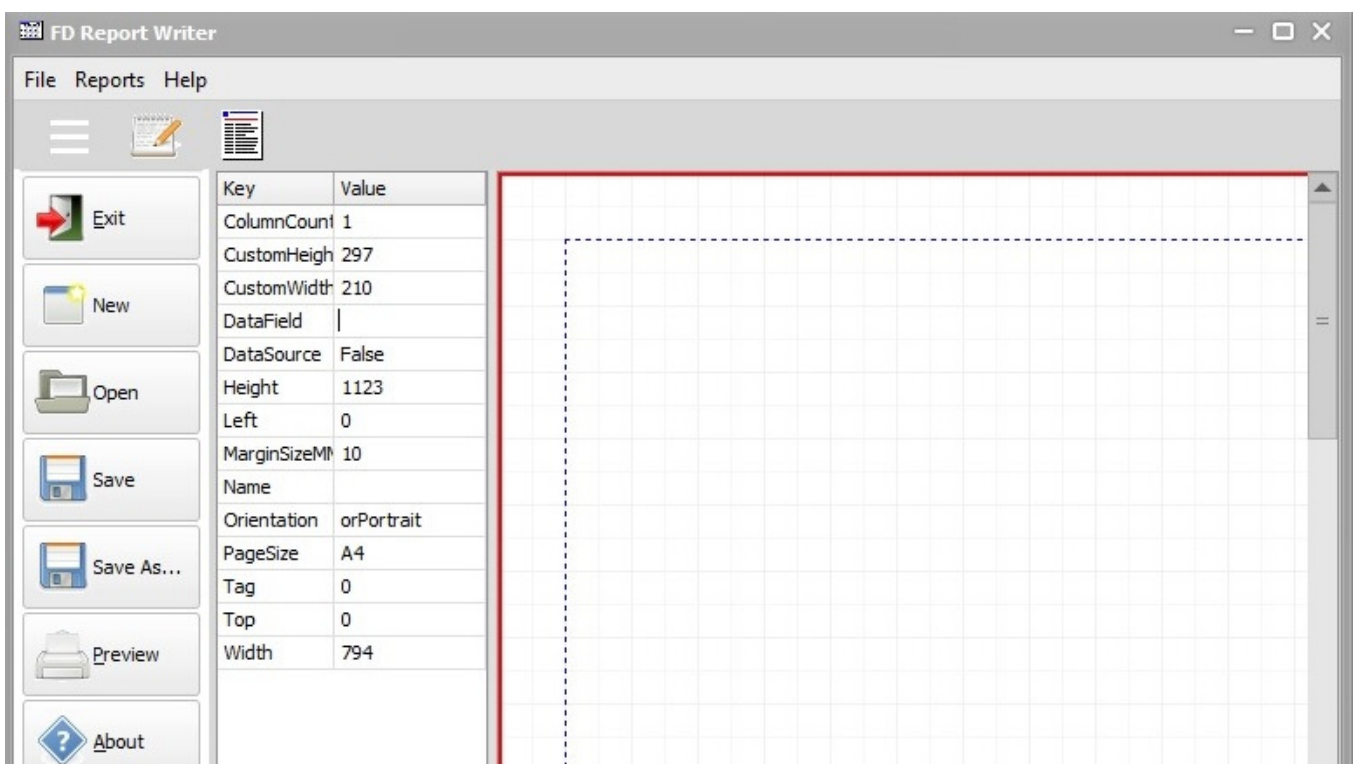 FD Report Writer
File Reports Help
Key Value
ColumnCount 1
CustomHeigh 297
CustomWidth 210
DataField
DataSource False
Height 1123
Left 0
MarginSizeMM 10
Name
Orientation orPortrait
PageSize A4
Tag 0
Top 0
Width 794
Exit
New
Open
Save
Save As...
Preview
About